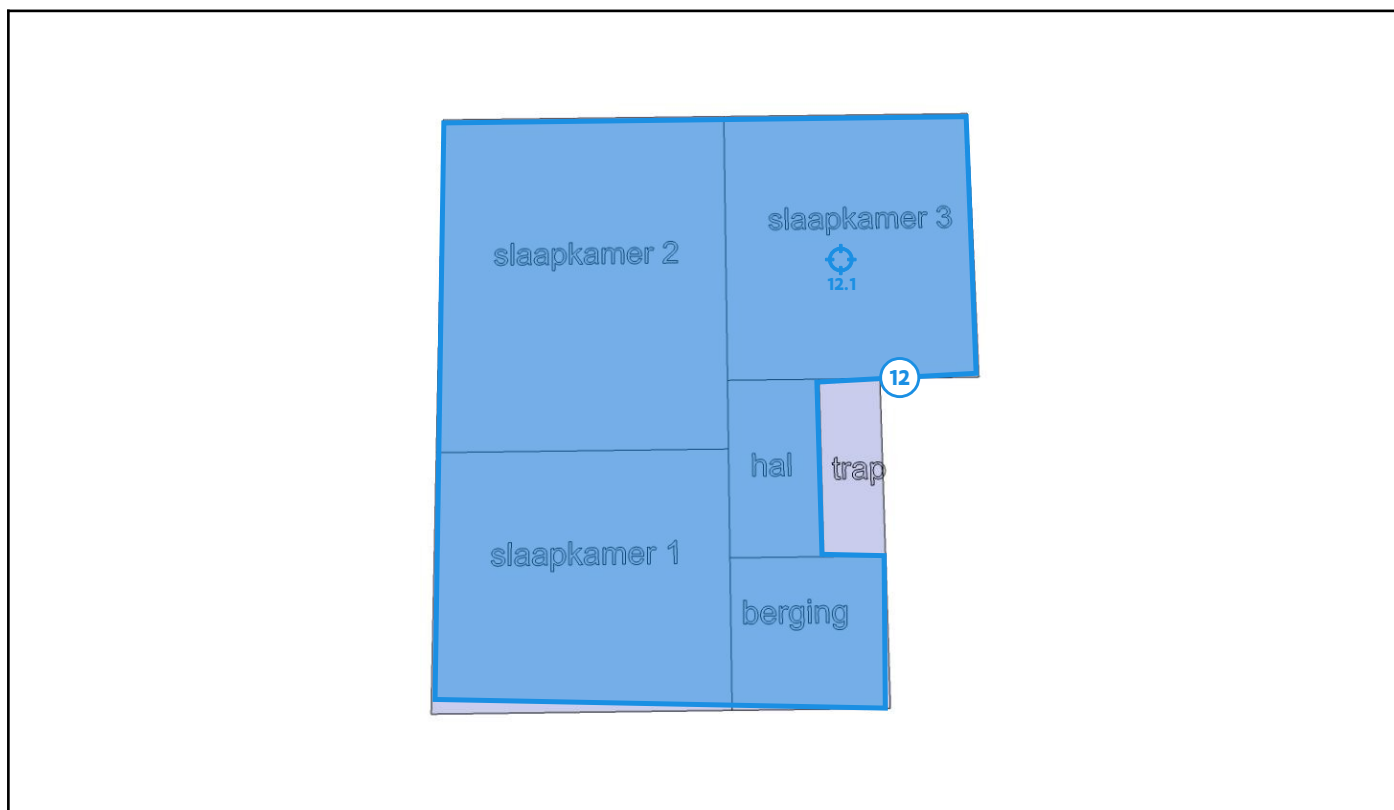 slaapkamer 3
slaapkamer 2
12.1
12
hal
trap
slaapkamer 1
berging